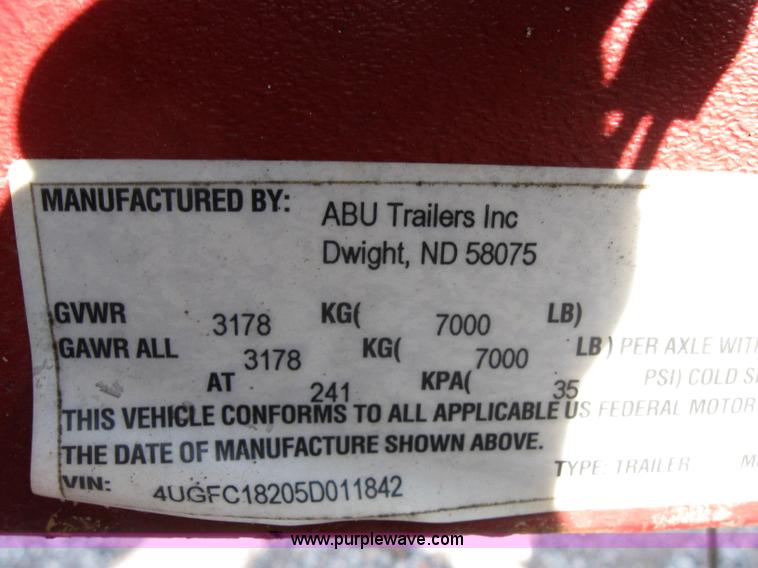 MANUFACTURED BY: ABU Trailers Inc
Dwight, ND 58075
GVWR 3178 KG( 7000 LB)
GAWR ALL 3178 KG( 7000 LB) PER AXLE WITH
AT 241 KPA( 35 PSI) COLD
THIS VEHICLE CONFORMS TO ALL APPLICABLE US FEDERAL MOTOR
THE DATE OF MANUFACTURE SHOWN ABOVE.
VIN: 4UGFC18205D011842 TYPE: TRAILER
www.purplewave.com